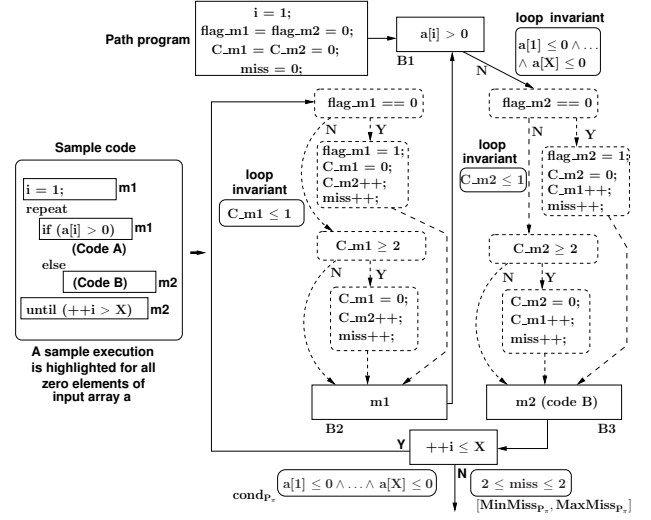 Path program
i = 1;
flag_m1 = flag_m2 = 0;
C_m1 = C_m2 = 0;
miss = 0;
a[i] > 0
B1
N
loop invariant
a[1] ≤ 0 ∧ ...
∧ a[X] ≤ 0
flag_m1 == 0
N
Y
flag_m1 = 1;
C_m1 = 0;
C_m2++;
miss++;
loop
invariant
C_m1 ≤ 1
C_m1 ≥ 2
N
Y
C_m1 = 0;
C_m2++;
miss++;
m1
B2
flag_m2 == 0
N
Y
flag_m2 = 1;
C_m2 = 0;
C_m1++;
miss++;
loop
invariant
C_m2 ≤ 1
C_m2 ≥ 2
N
Y
C_m2 = 0;
C_m1++;
miss++;
m2 (code B)
B3
Sample code
i = 1; m1
repeat
if (a[i] > 0) m1
(Code A)
else
(Code B) m2
until (++i > X) m2
A sample execution
is highlighted for all
zero elements of
input array a
Y
++i ≤ X
N
cond_Pπ
a[1] ≤ 0 ∧ ... ∧ a[X] ≤ 0
2 ≤ miss ≤ 2
[MinMiss_Pπ, MaxMiss_Pπ]